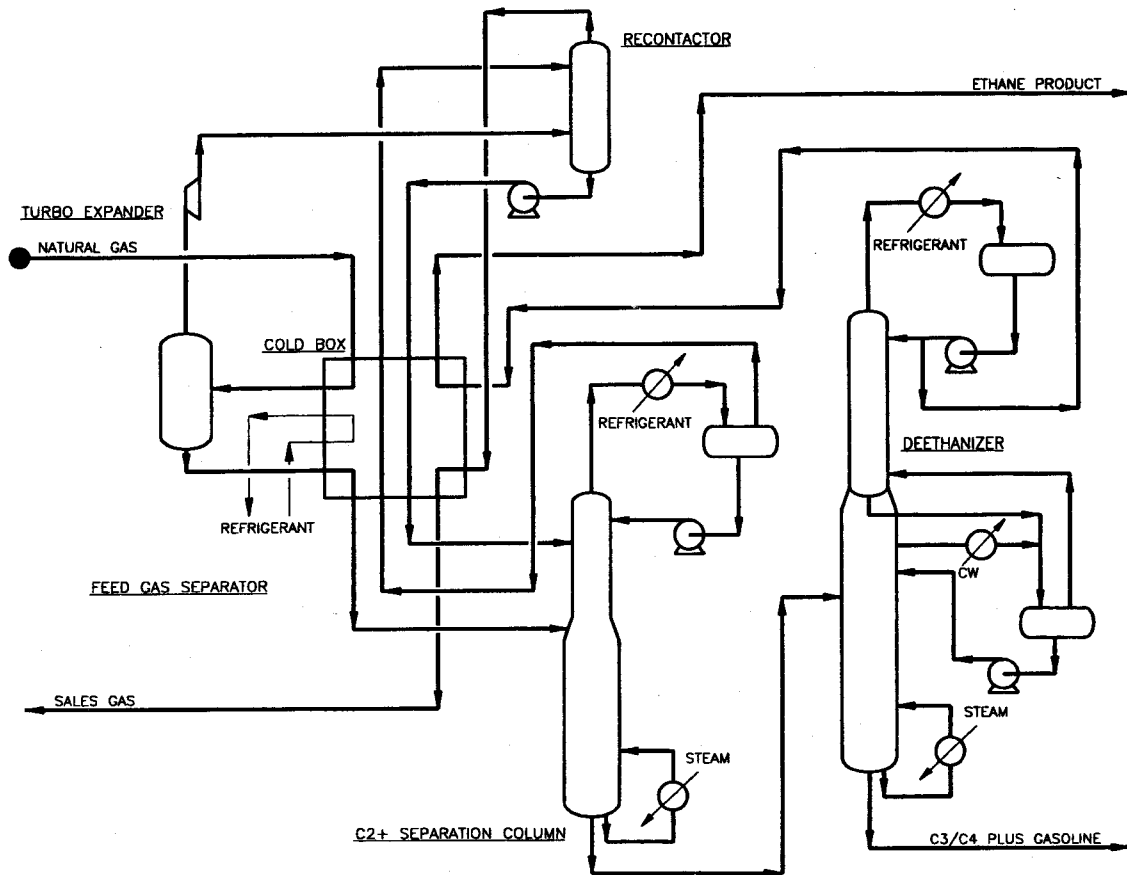 RECONTACTOR
ETHANE PRODUCT
TURBO EXPANDER
NATURAL GAS
REFRIGERANT
COLD BOX
REFRIGERANT
DEETHANIZER
REFRIGERANT
CW
FEED GAS SEPARATOR
SALES GAS
STEAM
STEAM
C2+ SEPARATION COLUMN
C3/C4 PLUS GASOLINE